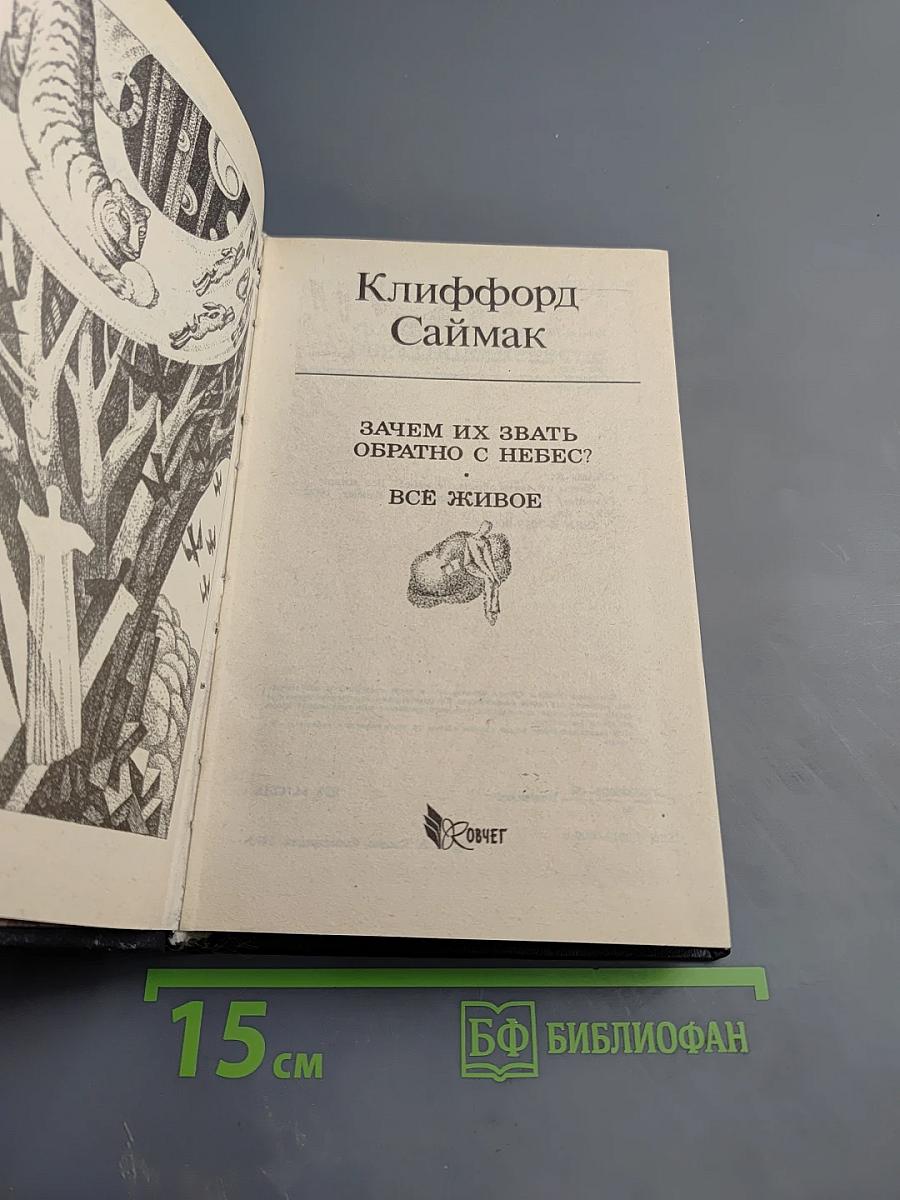 Клиффорд
Саймак
ЗАЧЕМ ИХ ЗВАТЬ
ОБРАТНО С НЕБЕС?
·
ВСЕ ЖИВОЕ
КОВЧЕГ
15 см
БФ БИБЛИОФАН